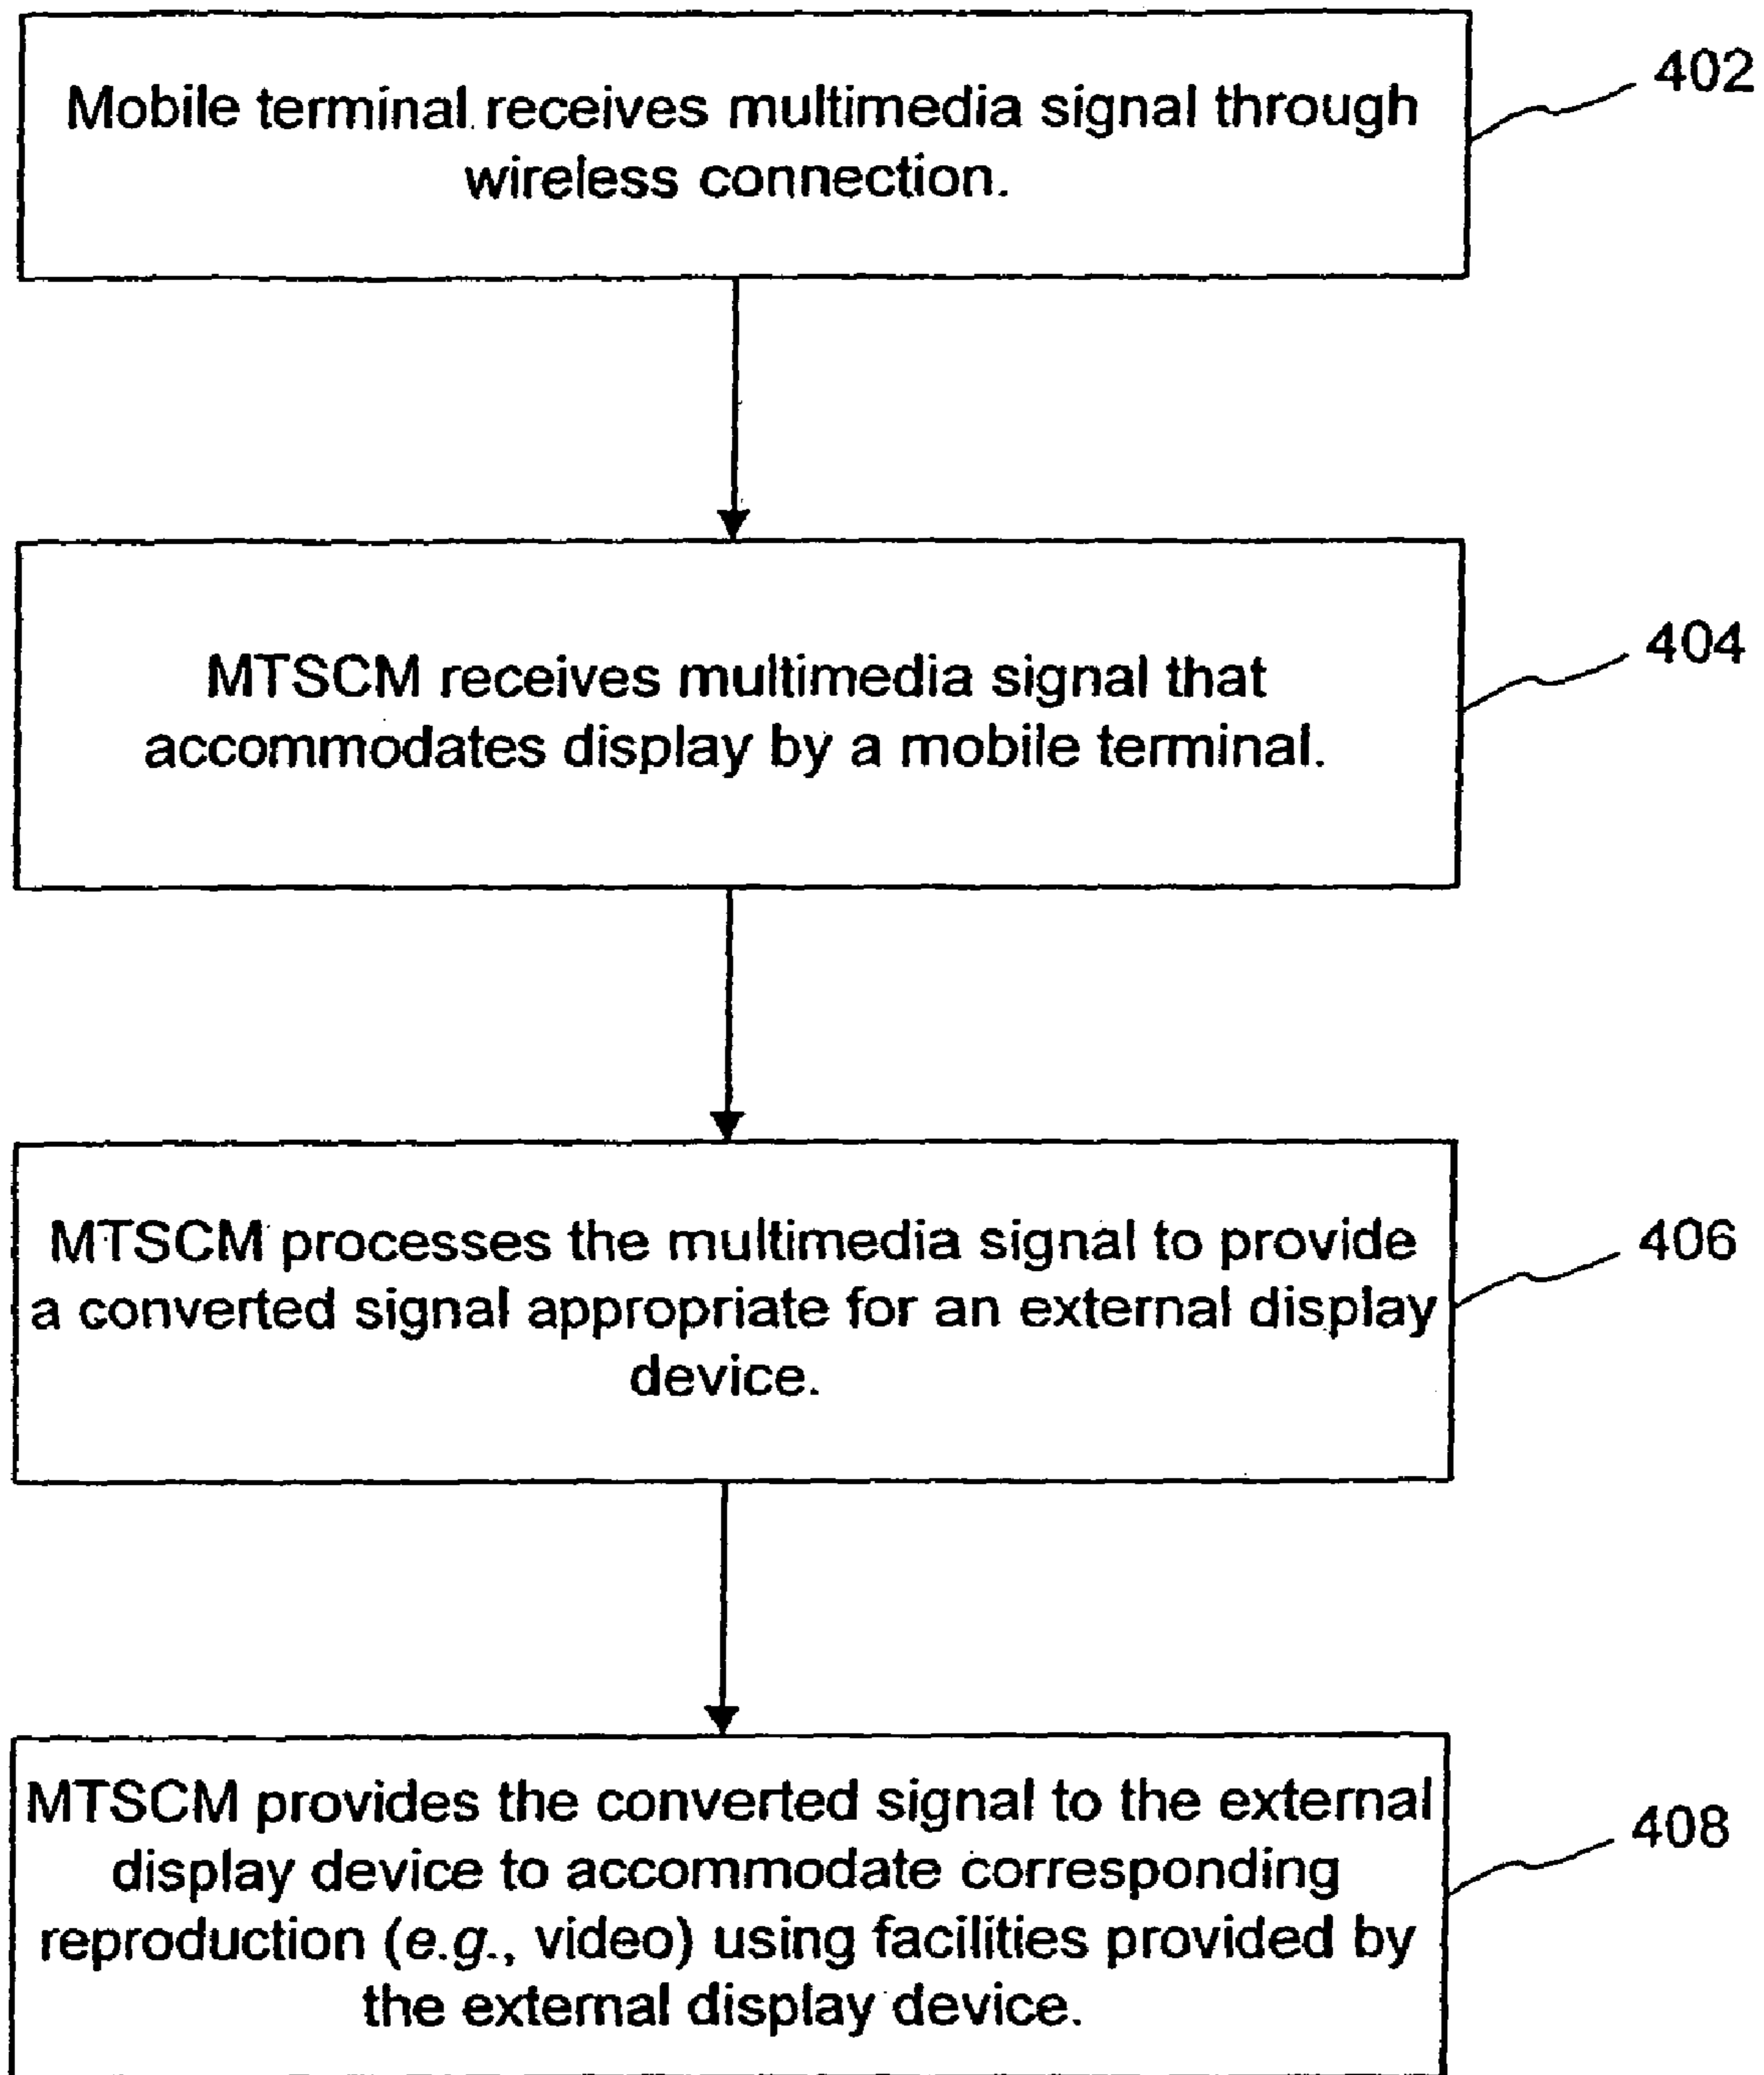 Mobile terminal receives multimedia signal through
wireless connection.
402
MTSCM receives multimedia signal that
accommodates display by a mobile terminal.
404
MTSCM processes the multimedia signal to provide
a converted signal appropriate for an external display
device.
406
MTSCM provides the converted signal to the external
display device to accommodate corresponding
reproduction (e.g., video) using facilities provided by
the external display device.
408